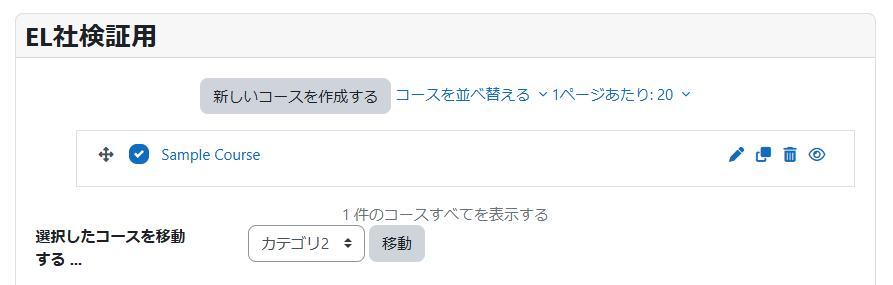 EL社検証用
新しいコースを作成する コースを並べ替える 1ページあたり: 20
Sample Course
1 件のコースすべてを表示する
選択したコースを移動
する ...
カテゴリ2 移動